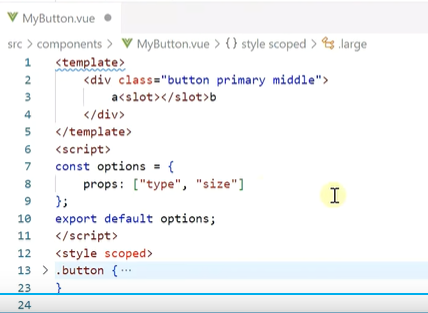 MyButton.vue
src > components > MyButton.vue > {} style scoped > .large
1 <template>
2 <div class="button primary middle">
3 a<slot></slot>b
4 </div>
5 </template>
6 <script>
7 const options = {
8 props: ["type", "size"]
9 };
10 export default options;
11 </script>
12 <style scoped>
13 > .button { ···
23 }
24